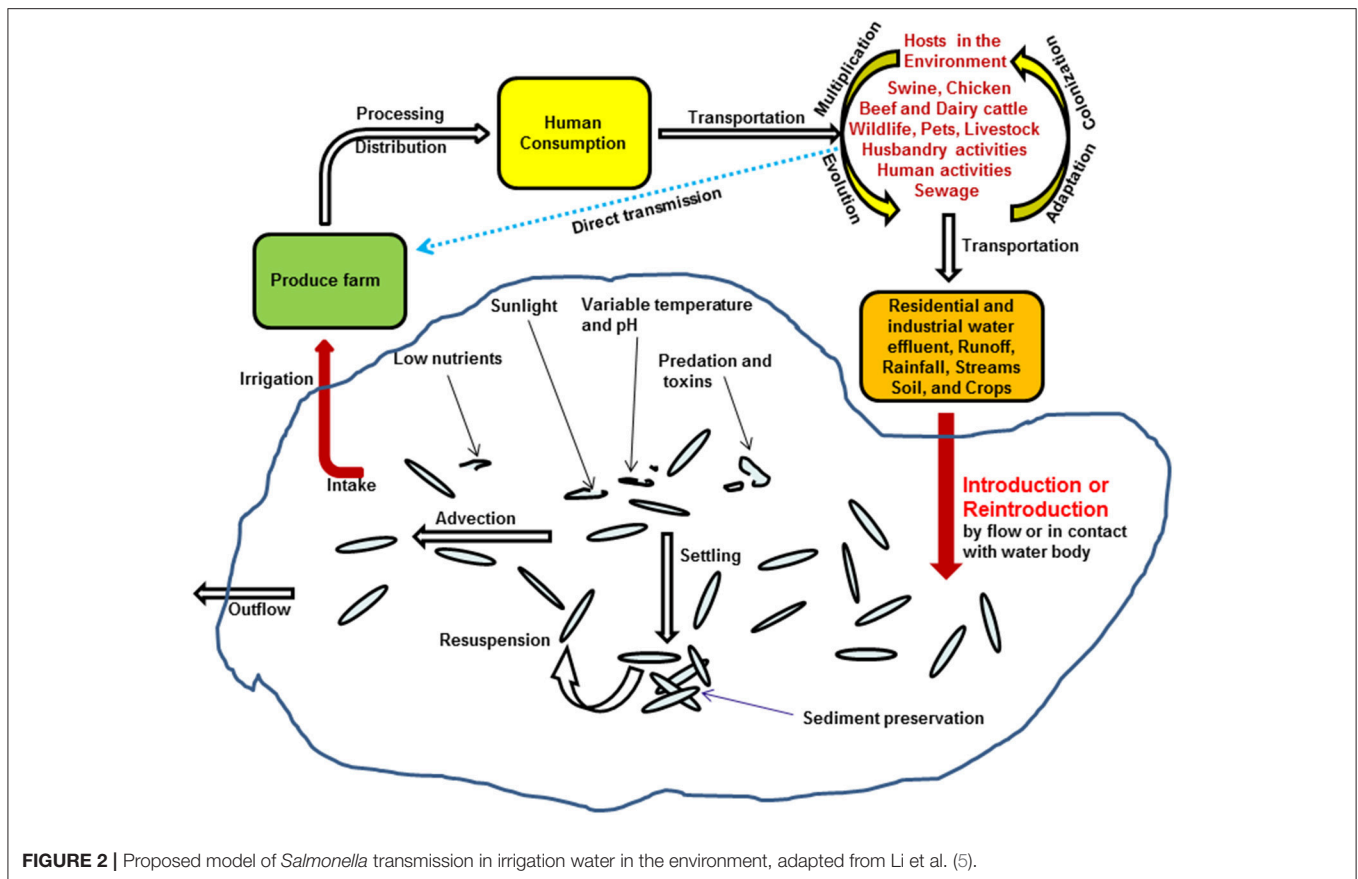 Processing
Distribution
Human
Consumption
Transportation
Multiplication
Evolution
Hosts in the
Environment
Swine, Chicken
Beef and Dairy cattle
Wildlife, Pets, Livestock
Husbandry activities
Human activities
Sewage
Colonization
Adaptation
Direct transmission
Transportation
Produce farm
Residential and
industrial water
effluent, Runoff,
Rainfall, Streams
Soil, and Crops
Sunlight
Variable temperature
and pH
Low nutrients
Predation and
toxins
Irrigation
Intake
Advection
Settling
Introduction or
Reintroduction
by flow or in contact
with water body
Outflow
Resuspension
Sediment preservation
FIGURE 2 | Proposed model of Salmonella transmission in irrigation water in the environment, adapted from Li et al. (5).